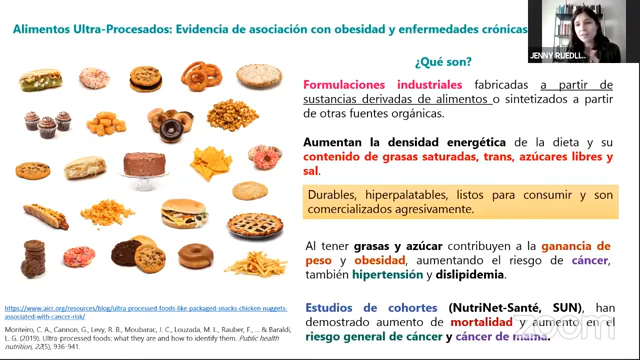 Alimentos Ultra-Procesados: Evidencia de asociación con obesidad y enfermedades crónicas
JENNY RUEDL...
¿Qué son?
Formulaciones industriales fabricadas a partir de
sustancias derivadas de alimentos o sintetizados a partir
de otras fuentes orgánicas.
Aumentan la densidad energética de la dieta y su
contenido de grasas saturadas, trans, azúcares libres y
sal.
Durables, hiperpalatables, listos para consumir y son
comercializados agresivamente.
Al tener grasas y azúcar contribuyen a la ganancia de
peso y obesidad, aumentando el riesgo de cáncer,
también hipertensión y dislipidemia.
Estudios de cohortes (NutriNet-Santé, SUN), han
demostrado aumento de mortalidad y aumento en el
riesgo general de cáncer y cáncer de mama.
https://www.aicr.org/resources/blog/ultra-processed-foods-like-packaged-snacks-chicken-nuggets-
associated-with-cancer-risk/
Monteiro, C. A., Cannon, G., Levy, R. B., Moubarac, J. C., Louzada, M. L., Rauber, F., ... & Baraldi,
L. G. (2019). Ultra-processed foods: what they are and how to identify them. Public health
nutrition, 22(5), 936-941.
zoom